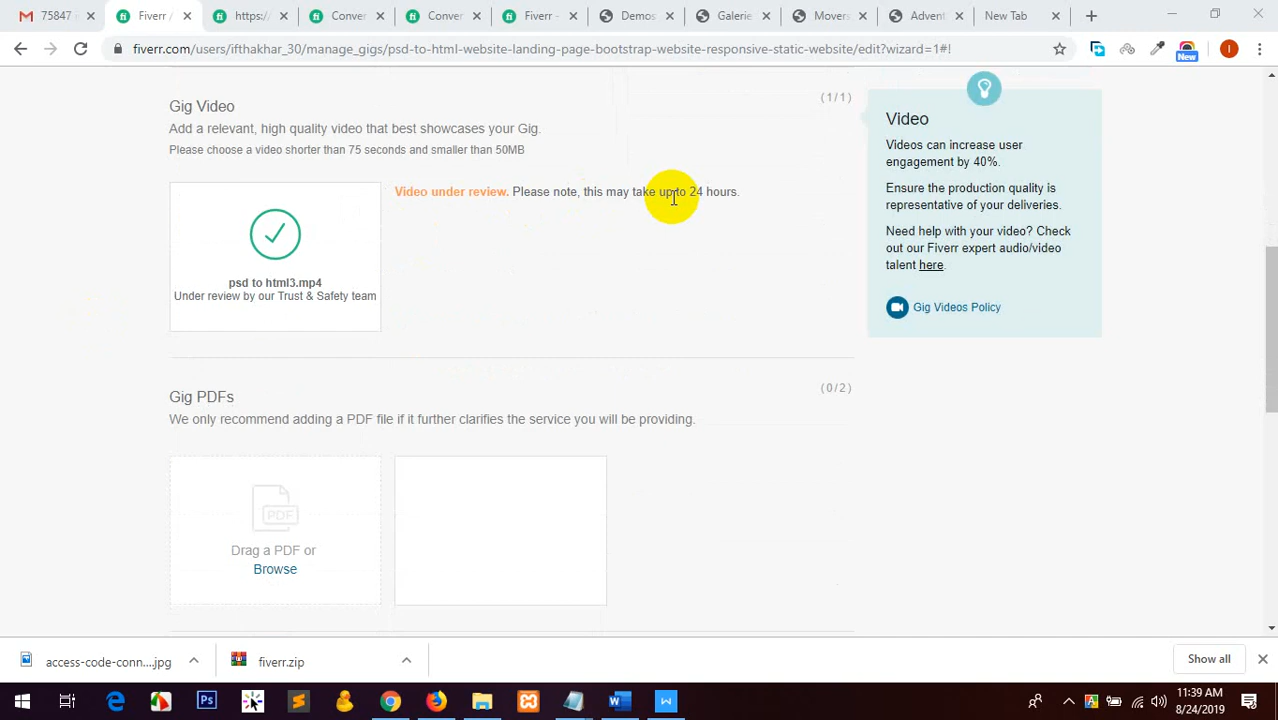 75847 i
Fiverr /
https:/
Conver
Conver
Fiverr -
Demos
Galerie
Movers
Advent
New Tab
fiverr.com/users/ifthakhar_30/manage_gigs/psd-to-html-website-landing-page-bootstrap-website-responsive-static-website/edit?wizard=1#!
New
I
Gig Video
(1/1)
Add a relevant, high quality video that best showcases your Gig.
Please choose a video shorter than 75 seconds and smaller than 50MB
Video under review. Please note, this may take upto 24 hours.
psd to html3.mp4
Under review by our Trust & Safety team
Video
Videos can increase user
engagement by 40%.
Ensure the production quality is
representative of your deliveries.
Need help with your video? Check
out our Fiverr expert audio/video
talent here.
Gig Videos Policy
Gig PDFs
(0/2)
We only recommend adding a PDF file if it further clarifies the service you will be providing.
PDF
Drag a PDF or
Browse
access-code-conn....jpg
fiverr.zip
Show all
Ps
W
W
A
11:39 AM
8/24/2019
3